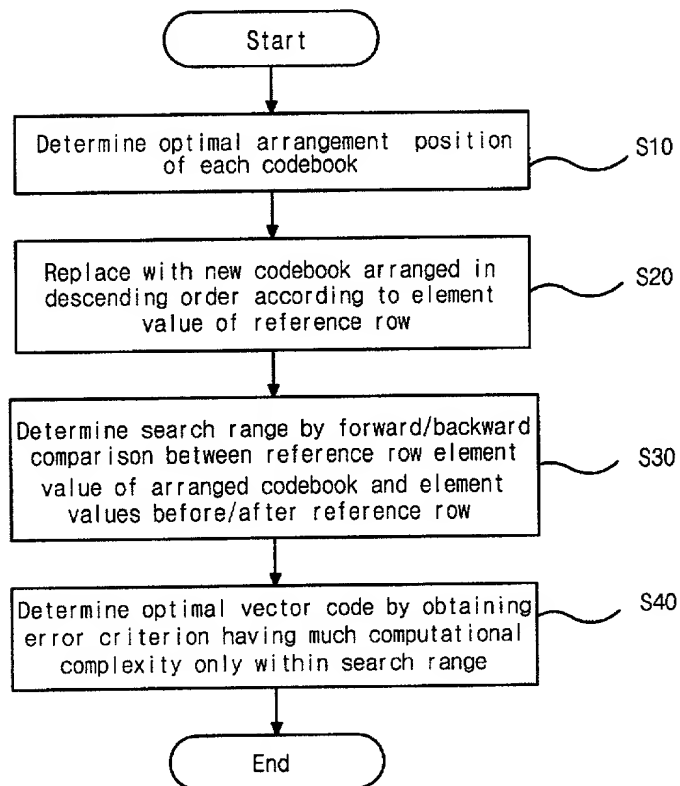 Start
Determine optimal arrangement position
of each codebook
S10
Replace with new codebook arranged in
descending order according to element
value of reference row
S20
Determine search range by forward/backward
comparison between reference row element
value of arranged codebook and element
values before/after reference row
S30
Determine optimal vector code by obtaining
error criterion having much computational
complexity only within search range
S40
End